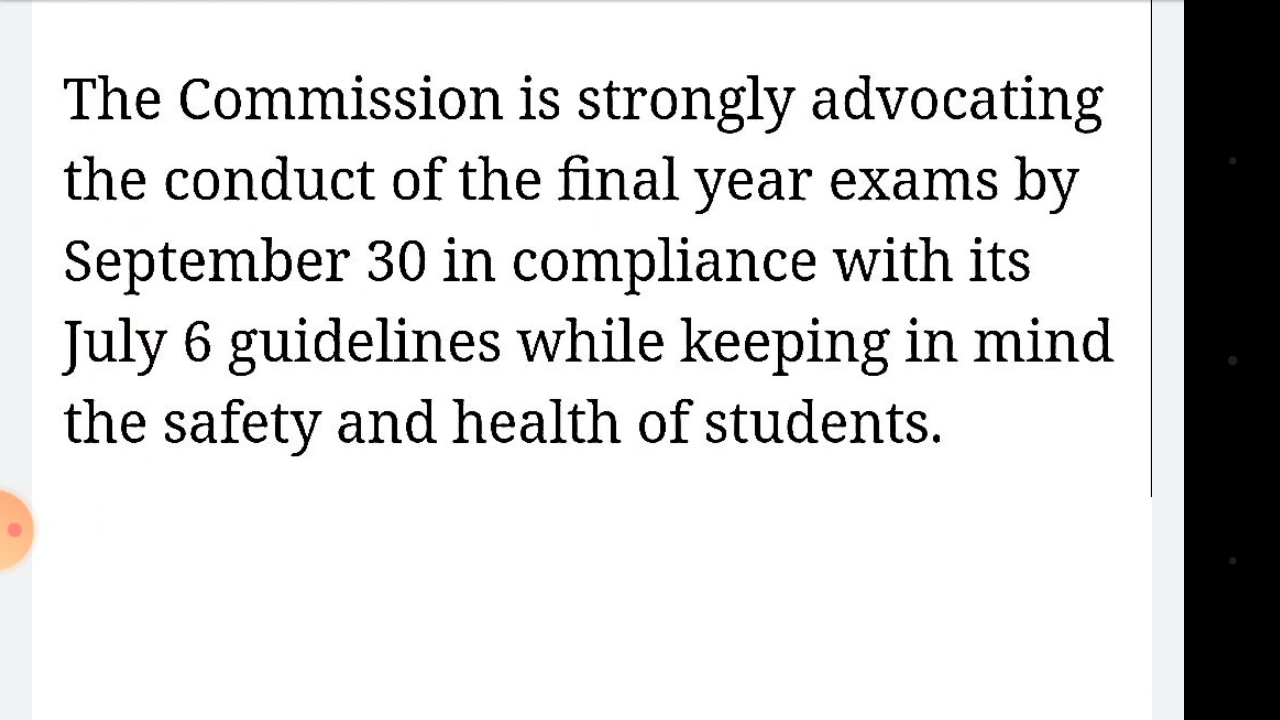 The Commission is strongly advocating
the conduct of the final year exams by
September 30 in compliance with its
July 6 guidelines while keeping in mind
the safety and health of students.